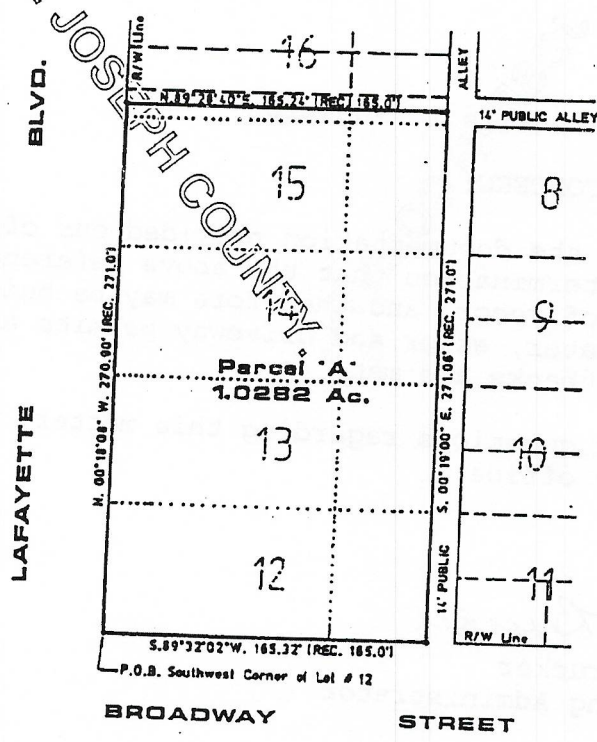 JOSEPH COUNTY.
BLVD.
R/W Line
16
ALLEY
N.89°28'40"E. 165.24' (REC. 165.0')
14' PUBLIC ALLEY
15
8
14
9
N. 00°18'08" W. 270.90' (REC. 271.0')
S. 00°19'00" E. 271.06' (REC. 271.0')
Parcel 'A'
1.0282 Ac.
LAFAYETTE
13
10
12
14' PUBLIC
11
R/W Line
S.89°32'02"W. 165.32' (REC. 165.0')
P.O.B. Southwest Corner of Lot # 12
BROADWAY STREET